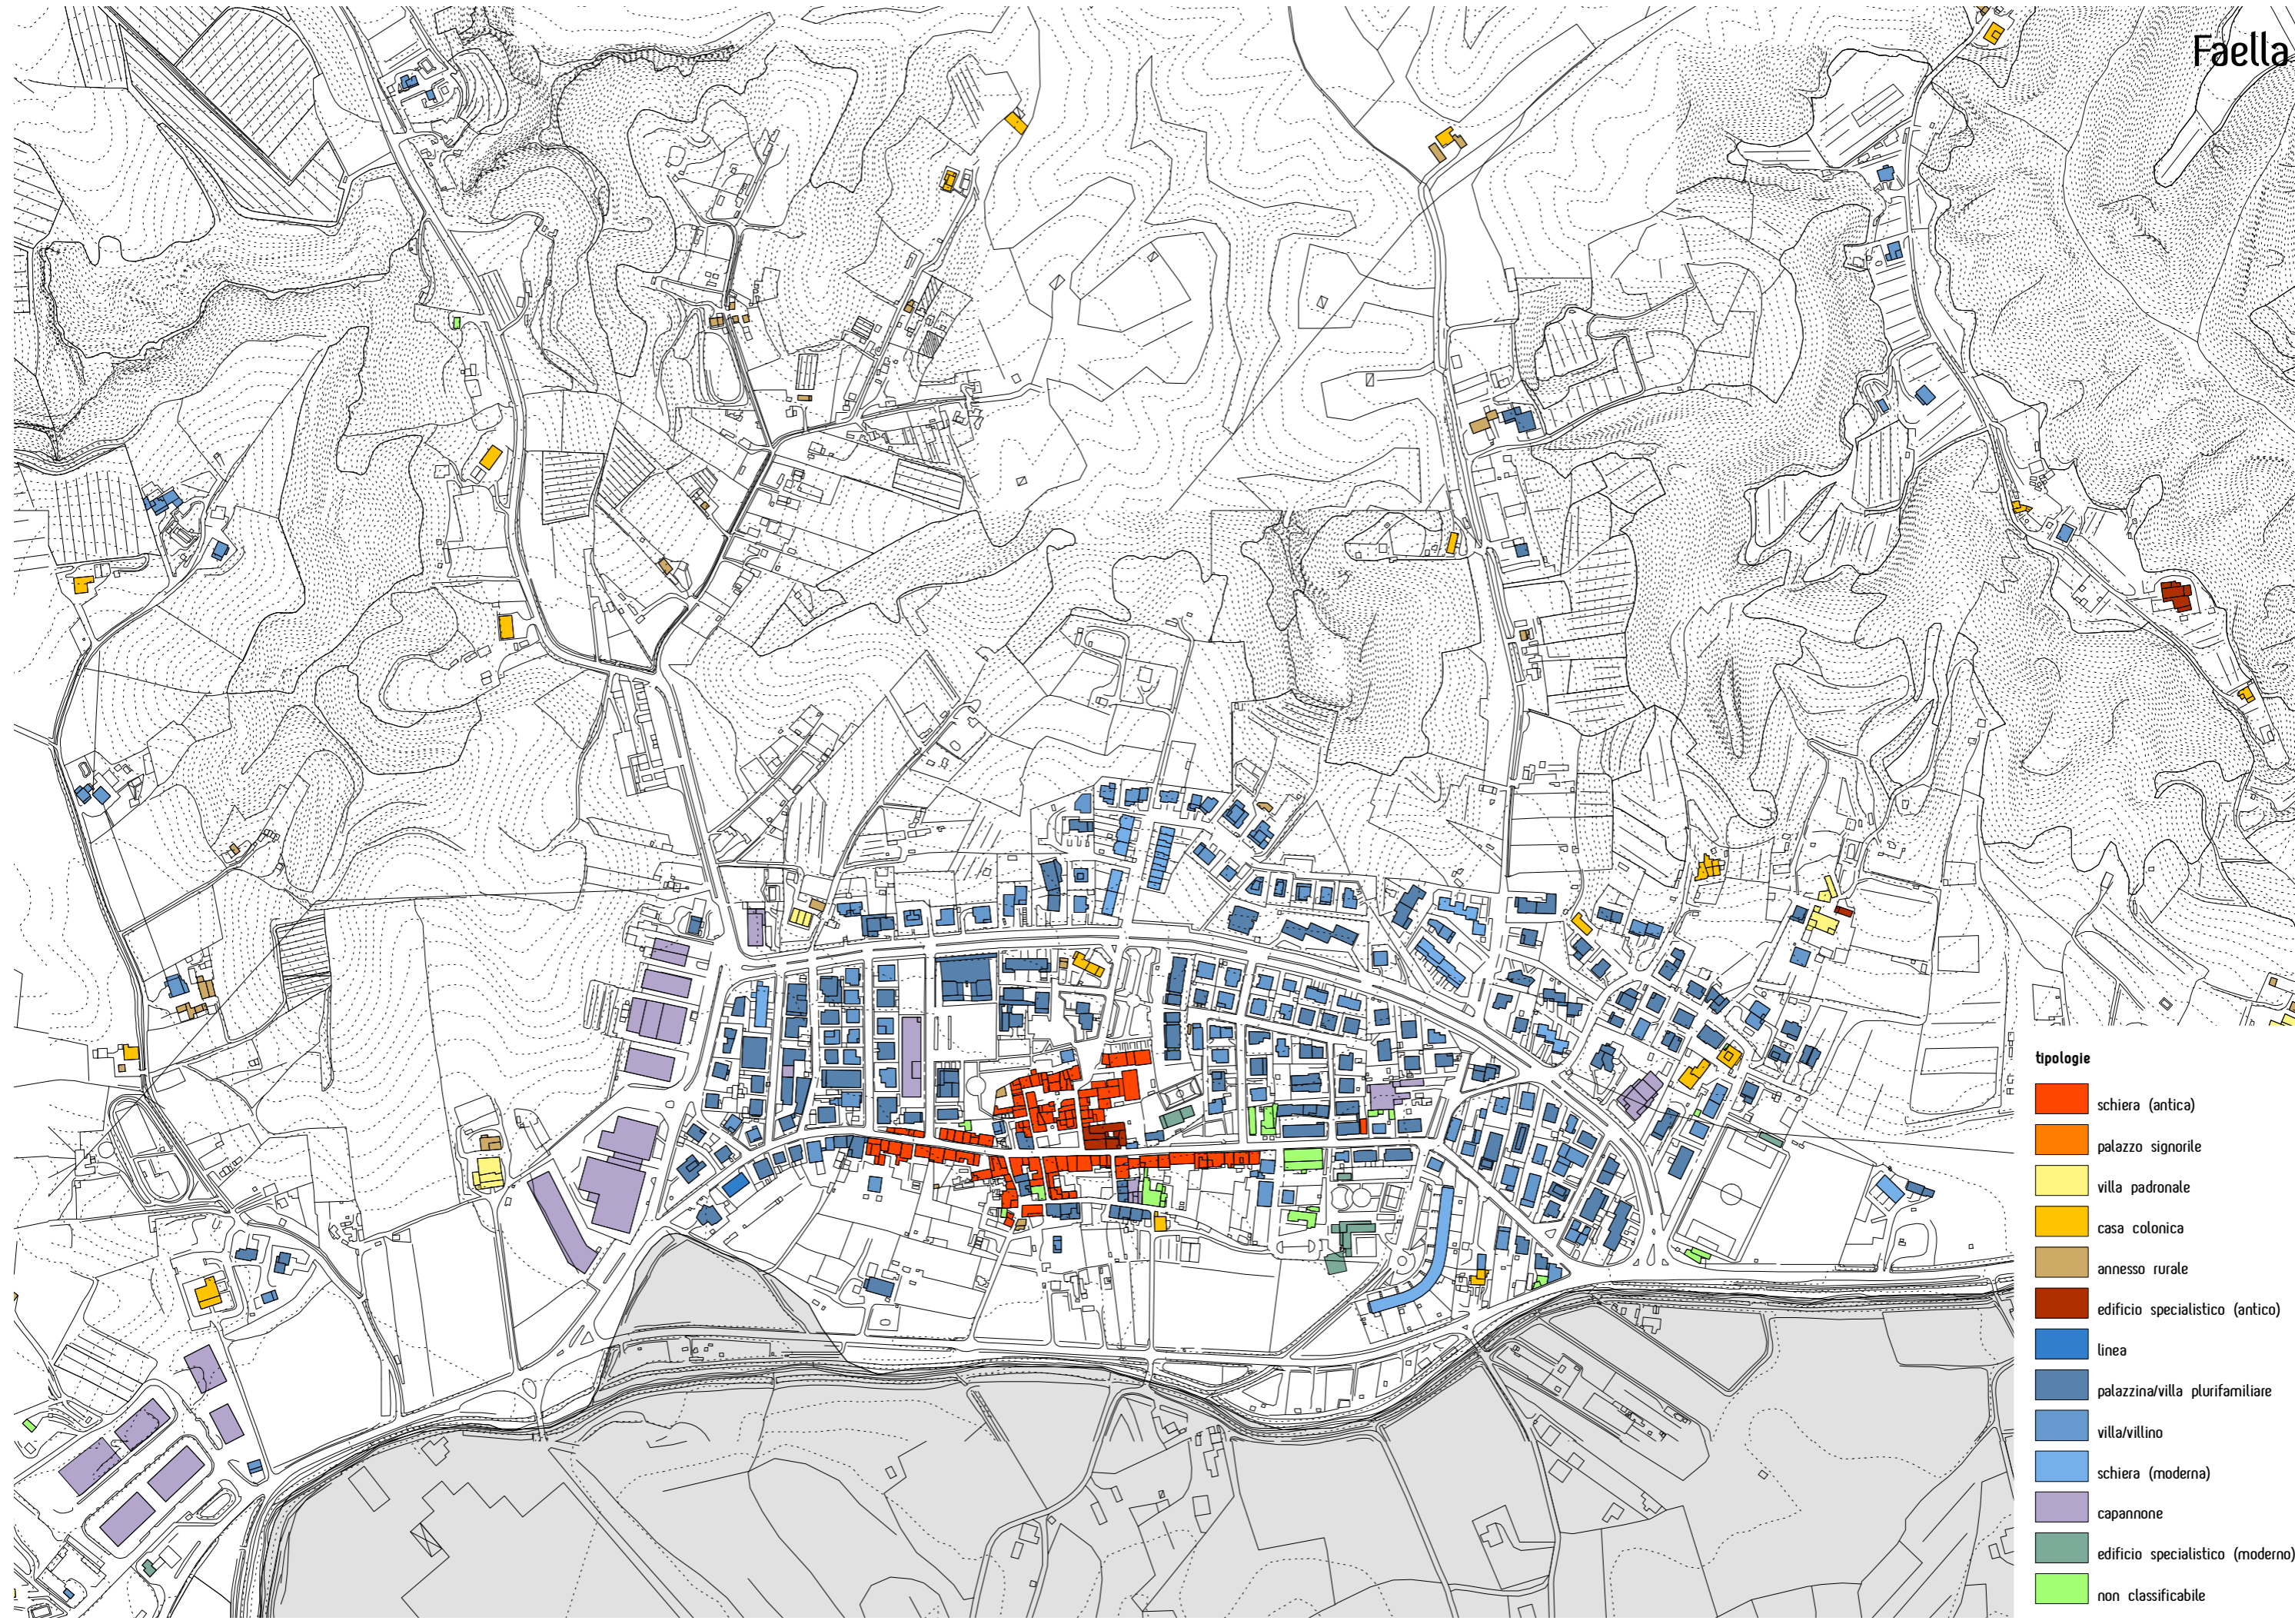 Faella
tipologie
schiera (antica)
palazzo signorile
villa padronale
casa colonica
annesso rurale
edificio specialistico (antico)
linea
palazzina/villa plurifamiliare
villa/villino
schiera (moderna)
capannone
edificio specialistico (moderno)
non classificabile